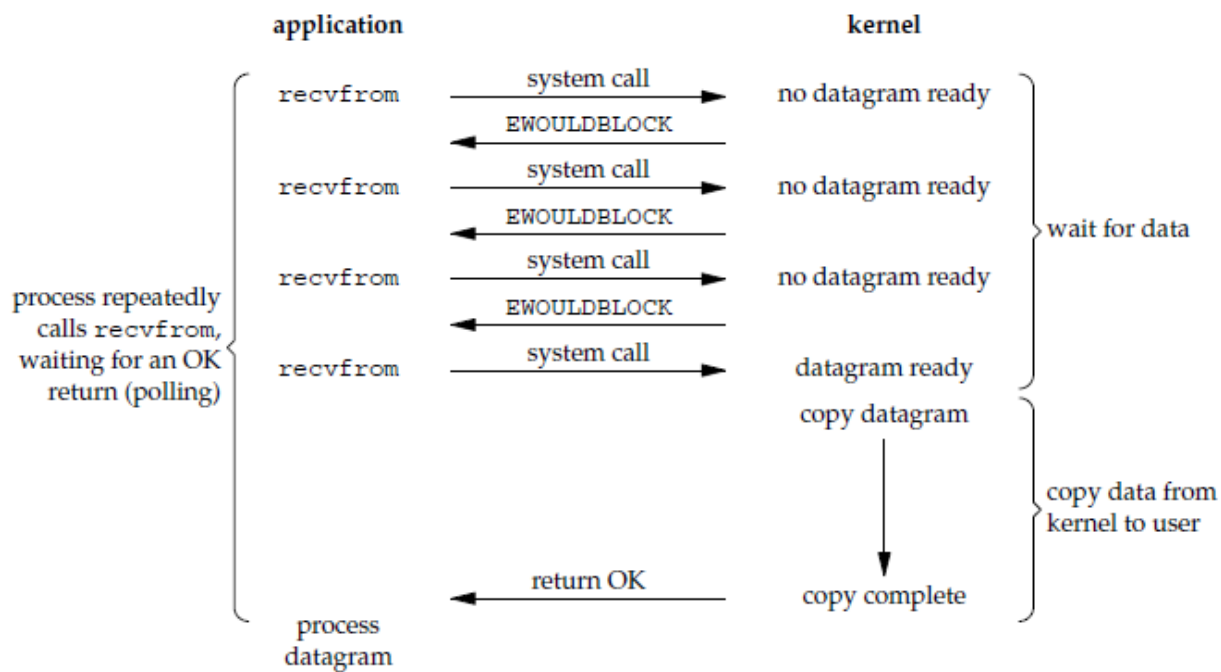 application
kernel
recvfrom
system call
no datagram ready
EWOULDBLOCK
recvfrom
system call
no datagram ready
EWOULDBLOCK
recvfrom
system call
no datagram ready
EWOULDBLOCK
recvfrom
system call
datagram ready
wait for data
process repeatedly
calls recvfrom,
waiting for an OK
return (polling)
copy datagram
copy data from
kernel to user
return OK
copy complete
process
datagram